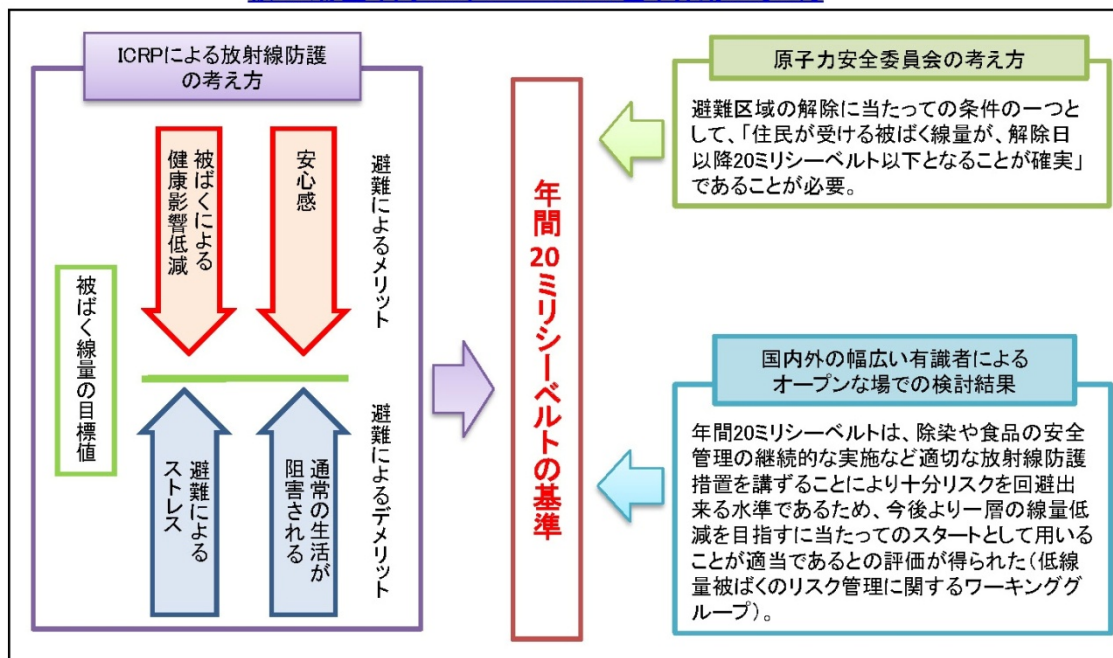 ICRPによる放射線防護
の考え方
被ばくによる
健康影響低減
安心感
避難によるメリット
被ばく線量の目標値
避難による
ストレス
通常の生活が
阻害される
避難によるデメリット
年間20ミリシーベルトの基準
原子力安全委員会の考え方
避難区域の解除に当たっての条件の一つと
して、「住民が受ける被ばく線量が、解除日
以降20ミリシーベルト以下となることが確実」
であることが必要。
国内外の幅広い有識者による
オープンな場での検討結果
年間20ミリシーベルトは、除染や食品の安全
管理の継続的な実施など適切な放射線防護
措置を講ずることにより十分リスクを回避出
来る水準であるため、今後より一層の線量低
減を目指すに当たってのスタートとして用いる
ことが適当であるとの評価が得られた(低線
量被ばくのリスク管理に関するワーキンググ
ループ)。